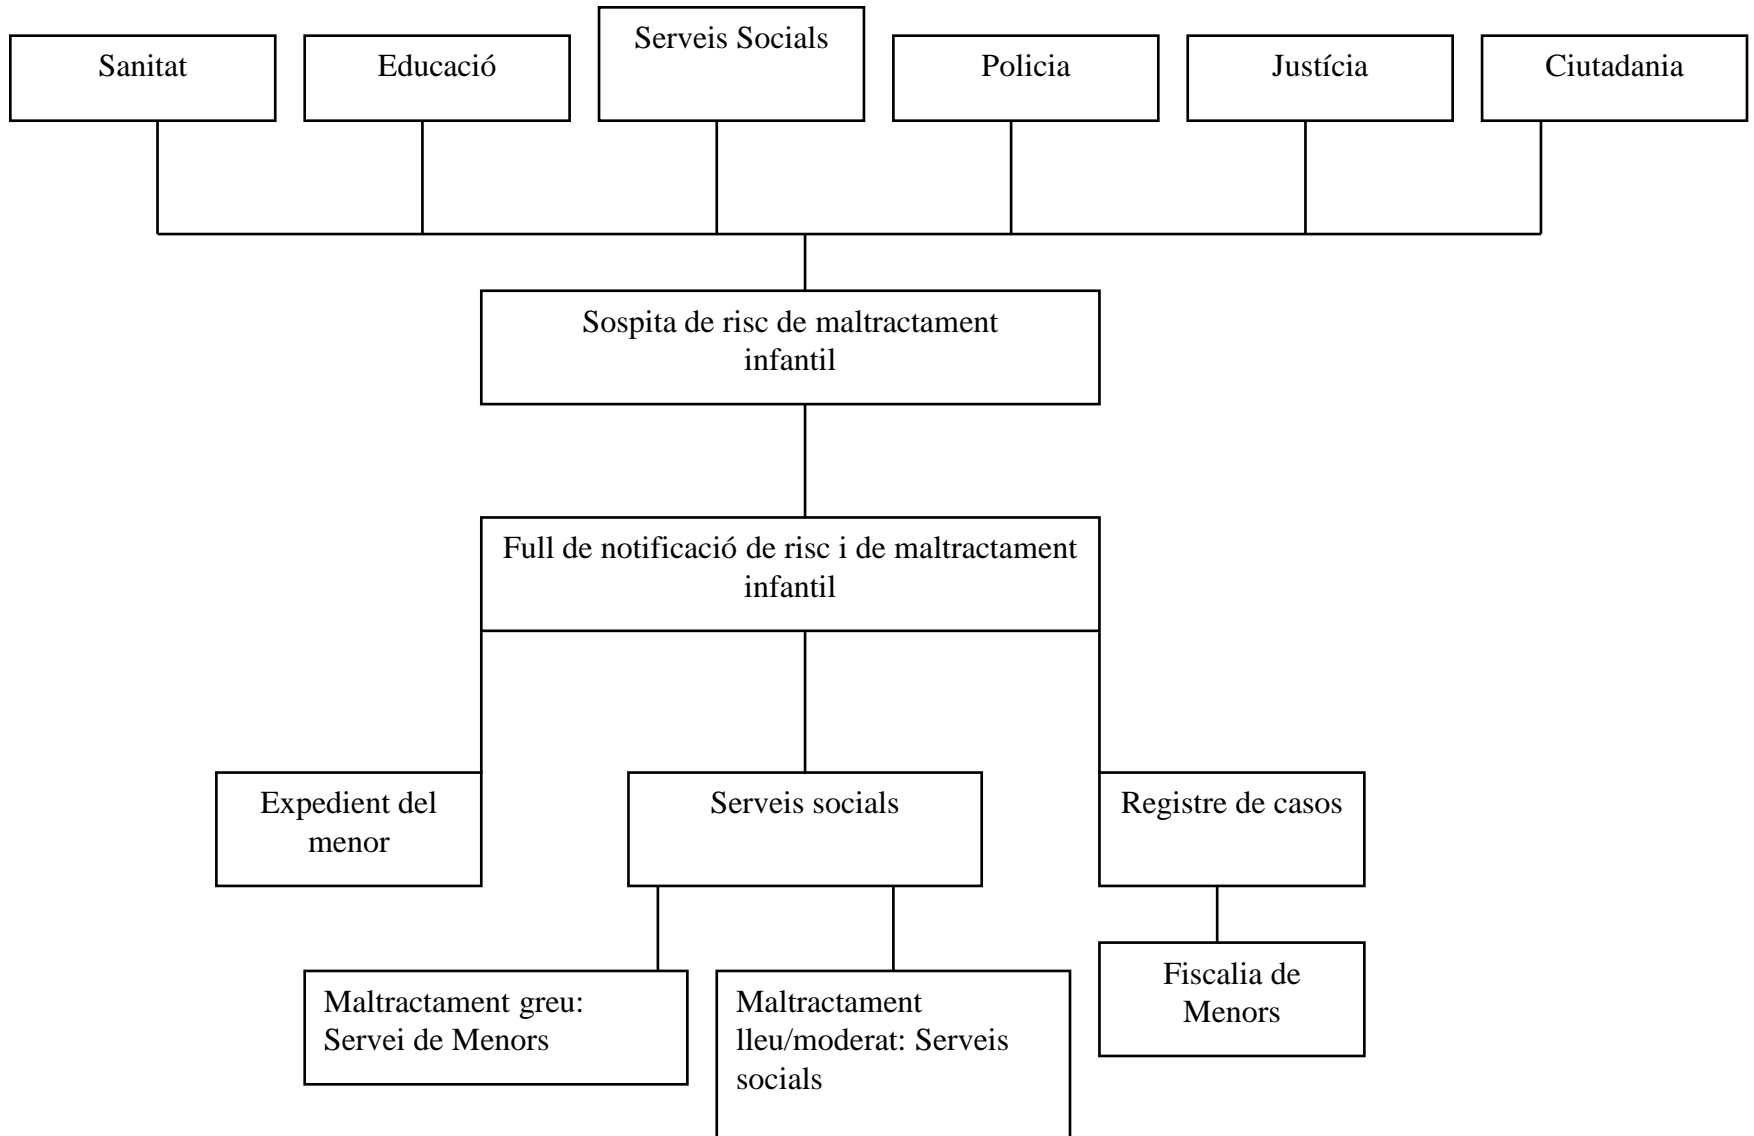 Sanitat
Educació
Serveis Socials
Policia
Justícia
Ciutadania
Sospita de risc de maltractament
infantil
Full de notificació de risc i de maltractament
infantil
Expedient del
menor
Serveis socials
Registre de casos
Maltractament greu:
Servei de Menors
Maltractament
lleu/moderat: Serveis
socials
Fiscalia de
Menors